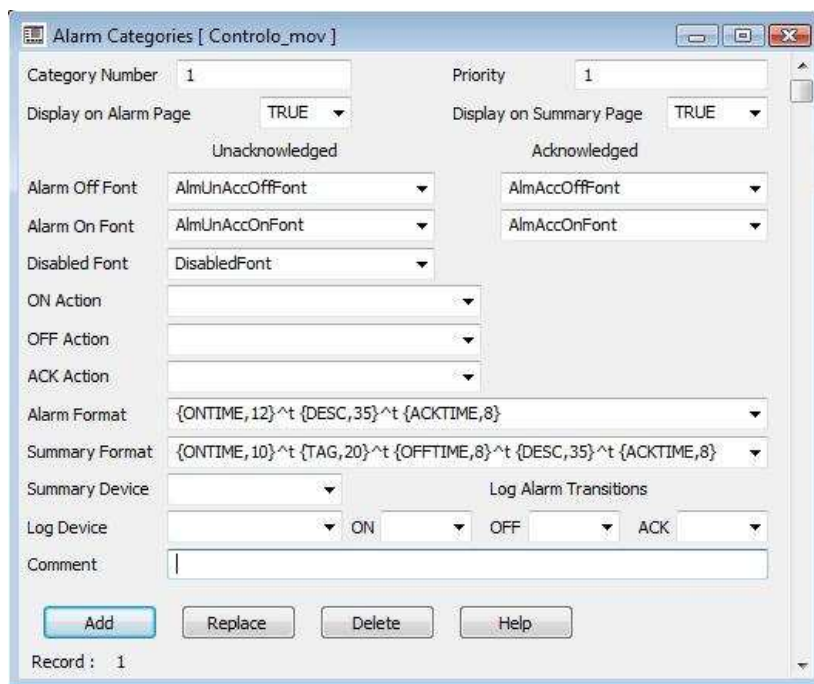 Alarm Categories [ Controlo_mov ]
Category Number 1 Priority 1
Display on Alarm Page TRUE Display on Summary Page TRUE
Unacknowledged Acknowledged
Alarm Off Font AlmUnAccOffFont AlmAccOffFont
Alarm On Font AlmUnAccOnFont AlmAccOnFont
Disabled Font DisabledFont
ON Action
OFF Action
ACK Action
Alarm Format {ONTIME,12}^t {DESC,35}^t {ACKTIME,8}
Summary Format {ONTIME,10}^t {TAG,20}^t {OFFTIME,8}^t {DESC,35}^t {ACKTIME,8}
Summary Device Log Alarm Transitions
Log Device ON OFF ACK
Comment
Add Replace Delete Help
Record : 1